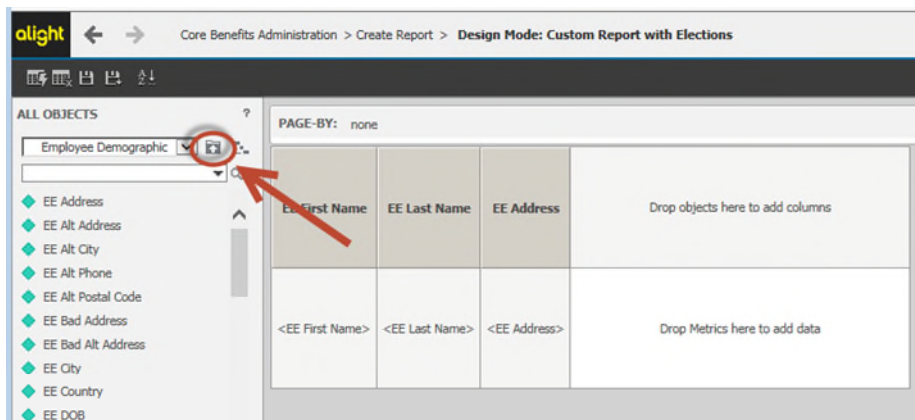 alight
Core Benefits Administration > Create Report > Design Mode: Custom Report with Elections
ALL OBJECTS ?
Employee Demographic
EE Address
EE Alt Address
EE Alt City
EE Alt Phone
EE Alt Postal Code
EE Bad Address
EE Bad Alt Address
EE City
EE Country
EE DOB
PAGE-BY: none
EE First Name EE Last Name EE Address Drop objects here to add columns
<EE First Name> <EE Last Name> <EE Address> Drop Metrics here to add data